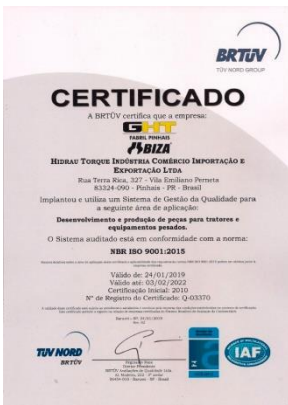 BRTÜV
TÜV NORD GROUP
CERTIFICADO
A BRTÜV certifica que a empresa:
GHT
FABRIL PINHAIS
IBIZA
HIDRAU TORQUE INDÚSTRIA COMÉRCIO IMPORTAÇÃO E
EXPORTAÇÃO LTDA
Rua Terra Rica, 327 - Vila Emiliano Perneta
83324-090 - Pinhais - PR - Brasil
Implantou e utiliza um Sistema de Gestão da Qualidade para
a seguinte área de aplicação:
Desenvolvimento e produção de peças para tratores e
equipamentos pesados.
O Sistema auditado está em conformidade com a norma:
NBR ISO 9001:2015
Válido de: 24/01/2019
Válido até: 03/02/2022
Certificação Inicial: 2010
Nº de Registro de Certificado: Q-03370
TUV NORD
BRTÜV
IAF